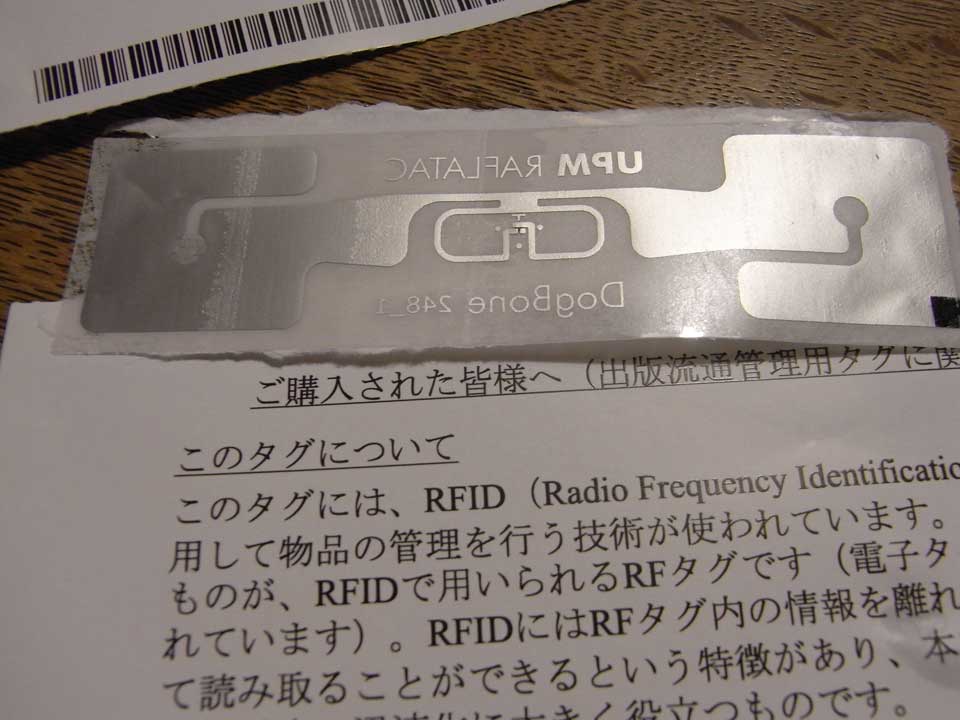 UPM RAFLATAC
DogBone 248_1
ご購入された皆様へ（出版流通管理用タグに関
このタグについて
このタグには、RFID（Radio Frequency Identificatio
用して物品の管理を行う技術が使われています。
ものが、RFIDで用いられるRFタグです（電子タ
れています）。RFIDにはRFタグ内の情報を離れ
て読み取ることができるという特徴があり、本
に大きく役立つものです。